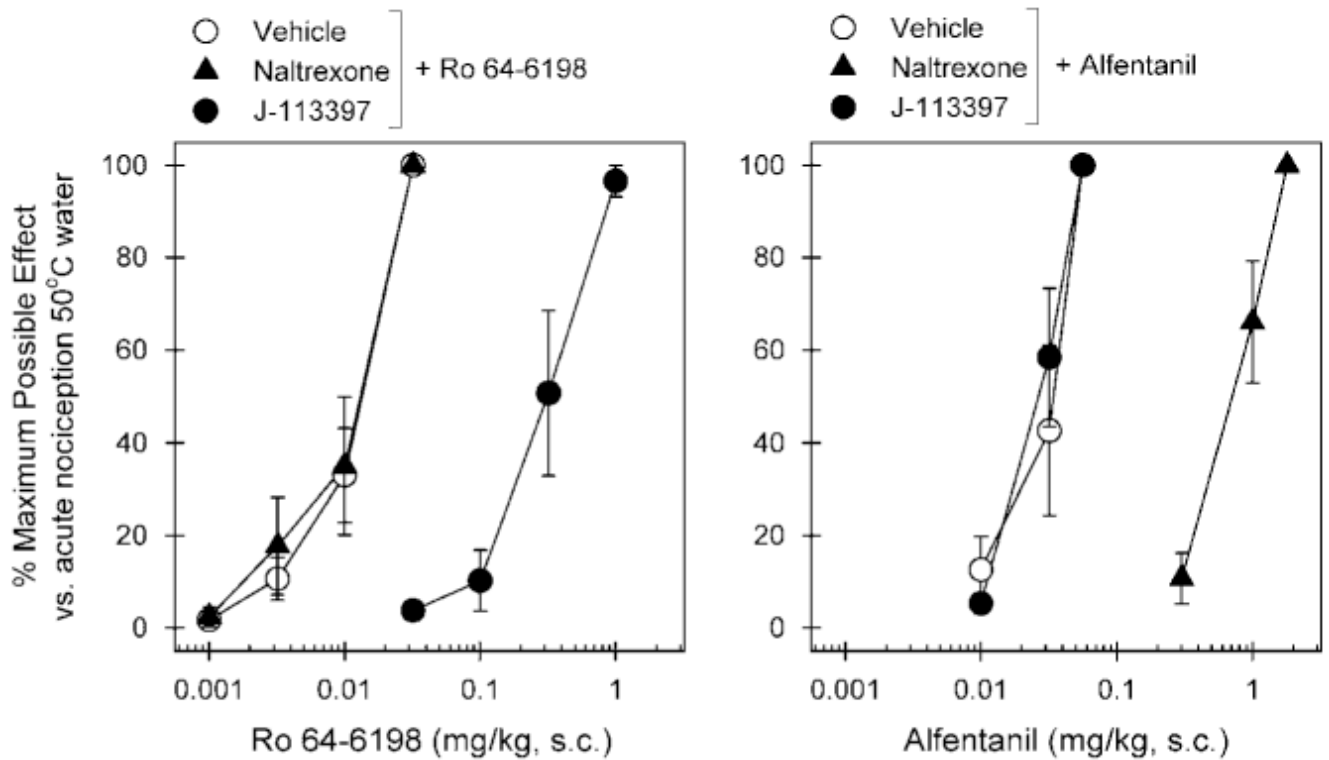 Vehicle
Naltrexone + Ro 64-6198
J-113397
Vehicle
Naltrexone + Alfentanil
J-113397
% Maximum Possible Effect
vs. acute nociception 50°C water
100
80
60
40
20
0
0.001 0.01 0.1 1
Ro 64-6198 (mg/kg, s.c.)
100
80
60
40
20
0
0.001 0.01 0.1 1
Alfentanil (mg/kg, s.c.)